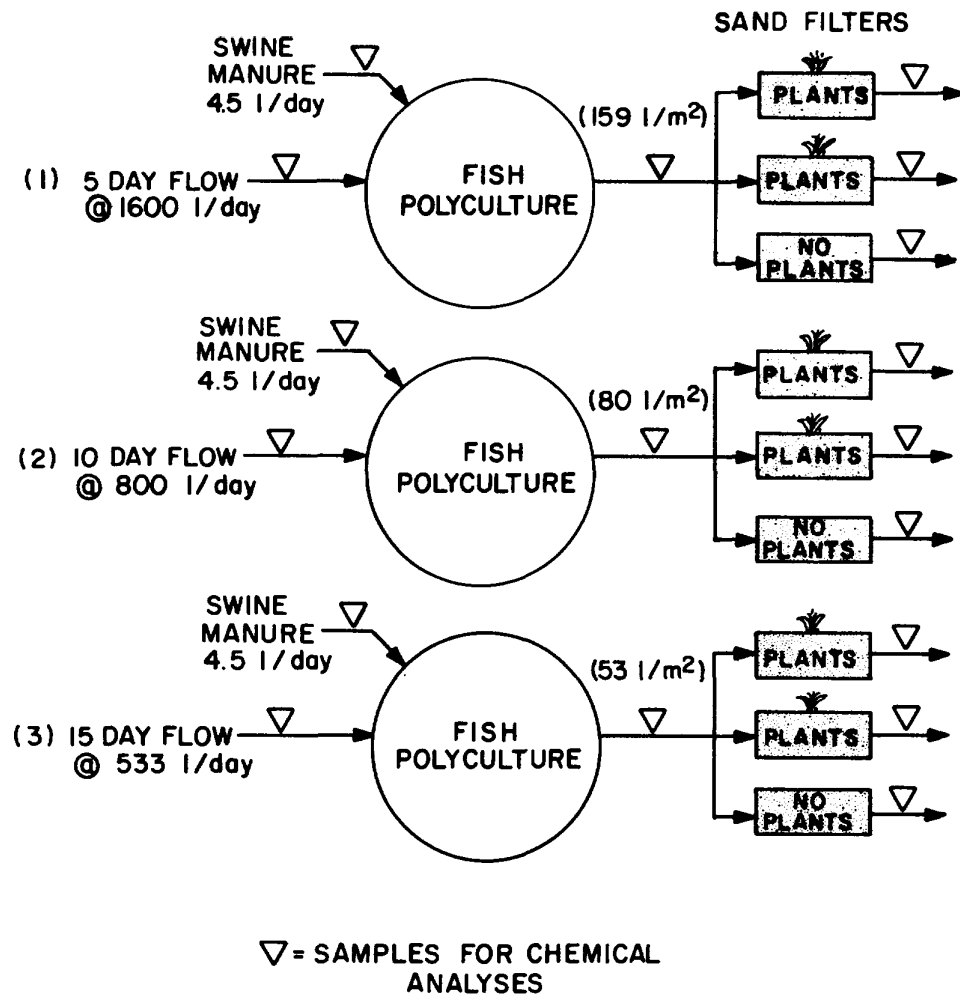 SAND FILTERS
SWINE
MANURE
4.5 l/day
(1) 5 DAY FLOW
@ 1600 l/day
FISH
POLYCULTURE
(159 l/m²)
PLANTS
PLANTS
NO
PLANTS
SWINE
MANURE
4.5 l/day
(2) 10 DAY FLOW
@ 800 l/day
FISH
POLYCULTURE
(80 l/m²)
PLANTS
PLANTS
NO
PLANTS
SWINE
MANURE
4.5 l/day
(3) 15 DAY FLOW
@ 533 l/day
FISH
POLYCULTURE
(53 l/m²)
PLANTS
PLANTS
NO
PLANTS
▽ = SAMPLES FOR CHEMICAL
ANALYSES